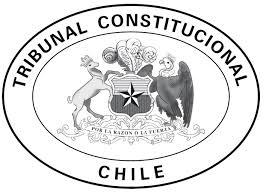 TRIBUNAL CONSTITUCIONAL
POR LA RAZON O LA FUERZA
CHILE